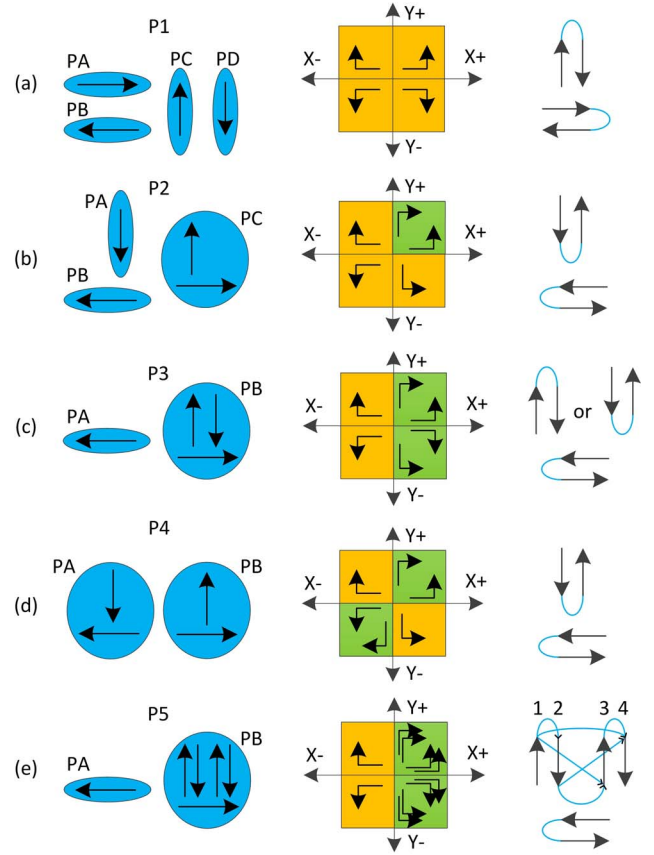 P1
PA PC PD
PB
(a)
Y+
X- X+
Y-
P2
PA PC
PB
(b)
Y+
X- X+
Y-
P3
PA PB
(c)
Y+
X- X+
Y-
or
P4
PA PB
(d)
Y+
X- X+
Y-
P5
PA PB
(e)
Y+
X- X+
Y-
1 2 3 4